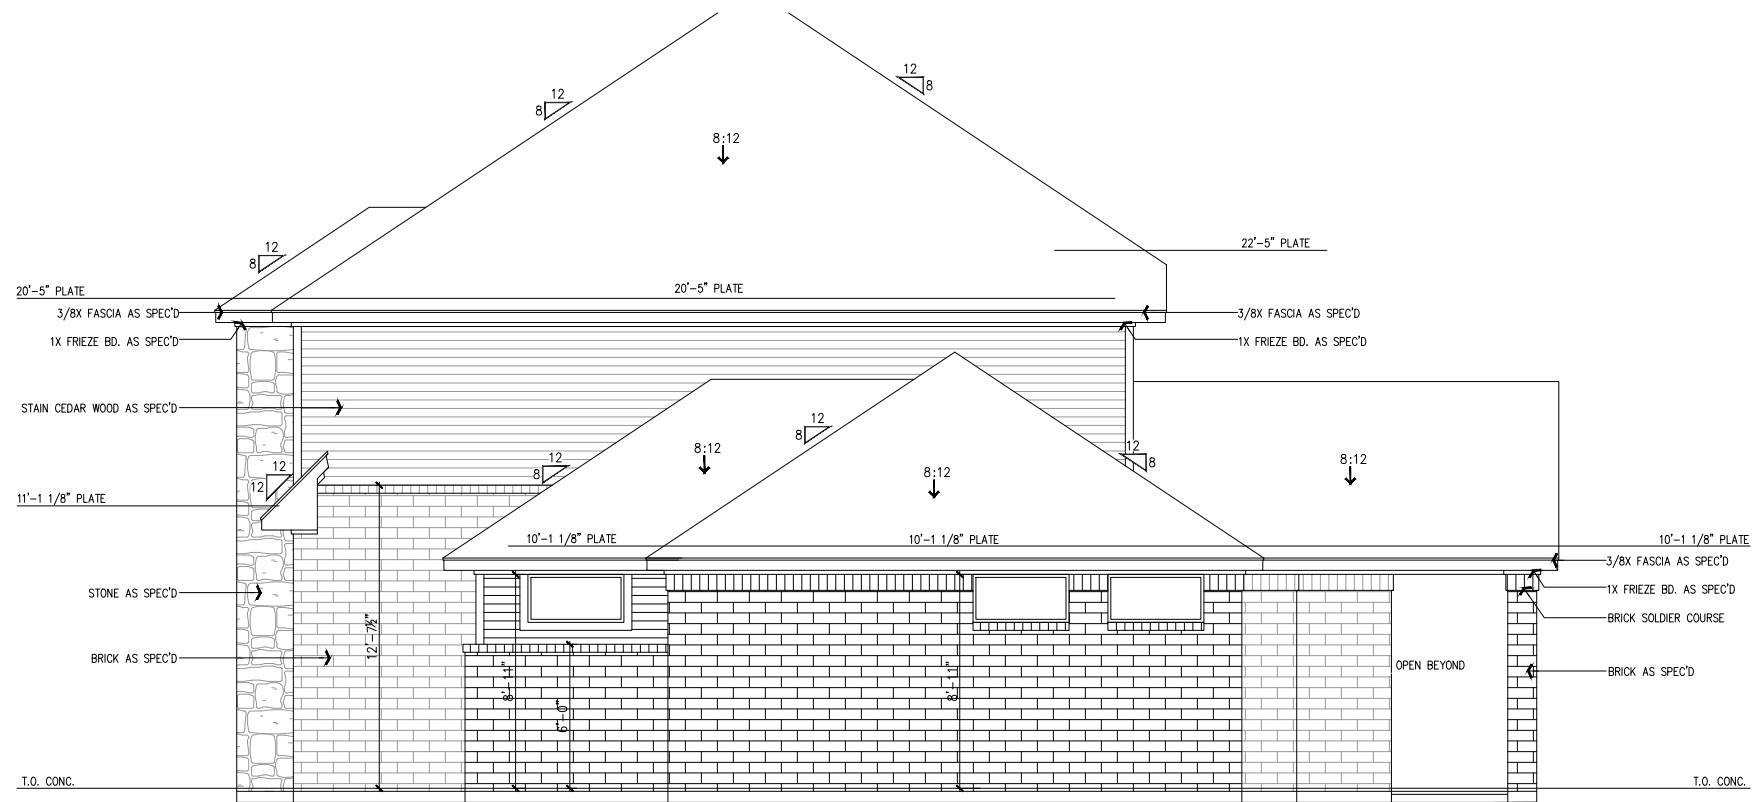 12
8
12
8
8:12
12
8
22'-5" PLATE
20'-5" PLATE
20'-5" PLATE
3/8X FASCIA AS SPEC'D
3/8X FASCIA AS SPEC'D
1X FRIEZE BD. AS SPEC'D
1X FRIEZE BD. AS SPEC'D
STAIN CEDAR WOOD AS SPEC'D
12
8
12
8
8:12
8:12
8:12
12
8
12
12
11'-1 1/8" PLATE
10'-1 1/8" PLATE
10'-1 1/8" PLATE
10'-1 1/8" PLATE
3/8X FASCIA AS SPEC'D
1X FRIEZE BD. AS SPEC'D
STONE AS SPEC'D
BRICK SOLDIER COURSE
12'-7½"
BRICK AS SPEC'D
8'-11"
8'-11"
OPEN BEYOND
BRICK AS SPEC'D
6'-0"
T.O. CONC.
T.O. CONC.